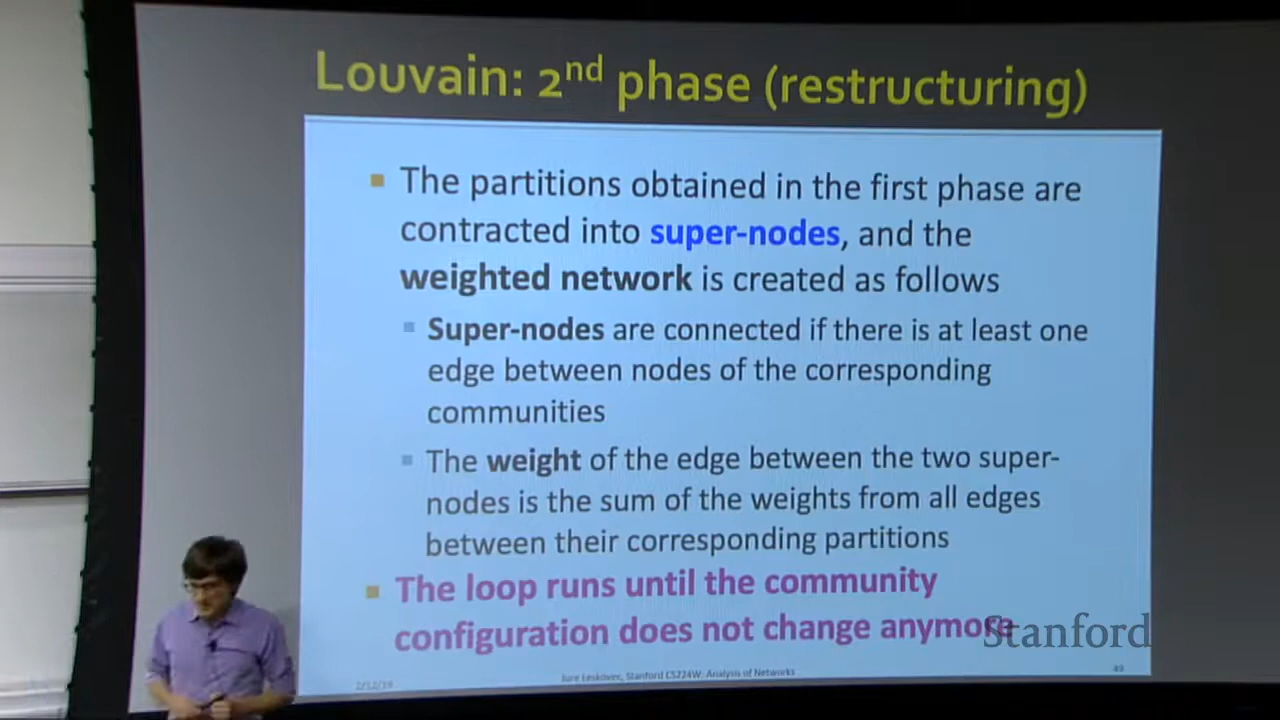 Louvain: 2nd phase (restructuring)
The partitions obtained in the first phase are
contracted into super-nodes, and the
weighted network is created as follows
Super-nodes are connected if there is at least one
edge between nodes of the corresponding
communities
The weight of the edge between the two super-
nodes is the sum of the weights from all edges
between their corresponding partitions
The loop runs until the community
configuration does not change anymore
Stanford
Jure Leskovec, Stanford CS224W: Analysis of Networks